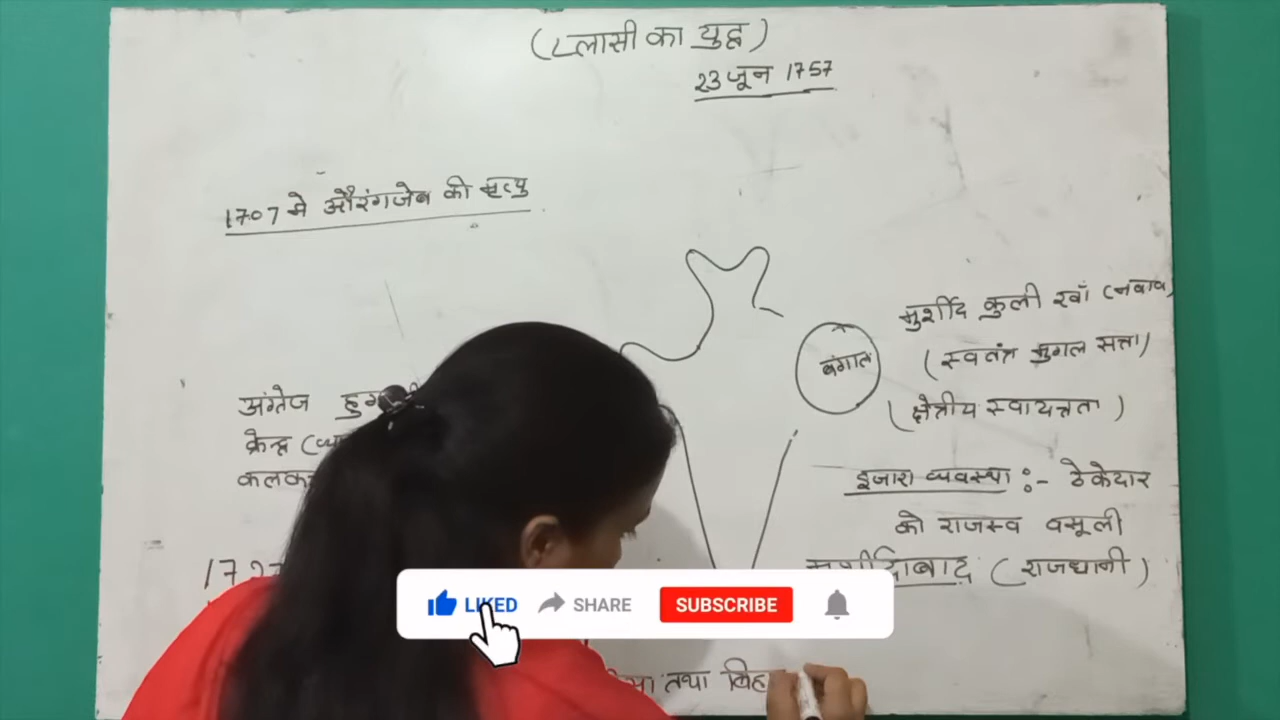 (प्लासी का युद्ध)
23 जून 1757
1707 मे औरंगजेब की मृत्यु
मुर्शीद कुली खाँ (नवाब)
बंगाल
(स्वतंत्र मुगल सत्ता)
(क्षेत्रीय स्वायत्तता)
अंग्रेज
केन्द्र
इजारा व्यवस्था :- ठेकेदार
को राजस्व वसूली
(राजधानी)
LIKED SHARE SUBSCRIBE
तथा